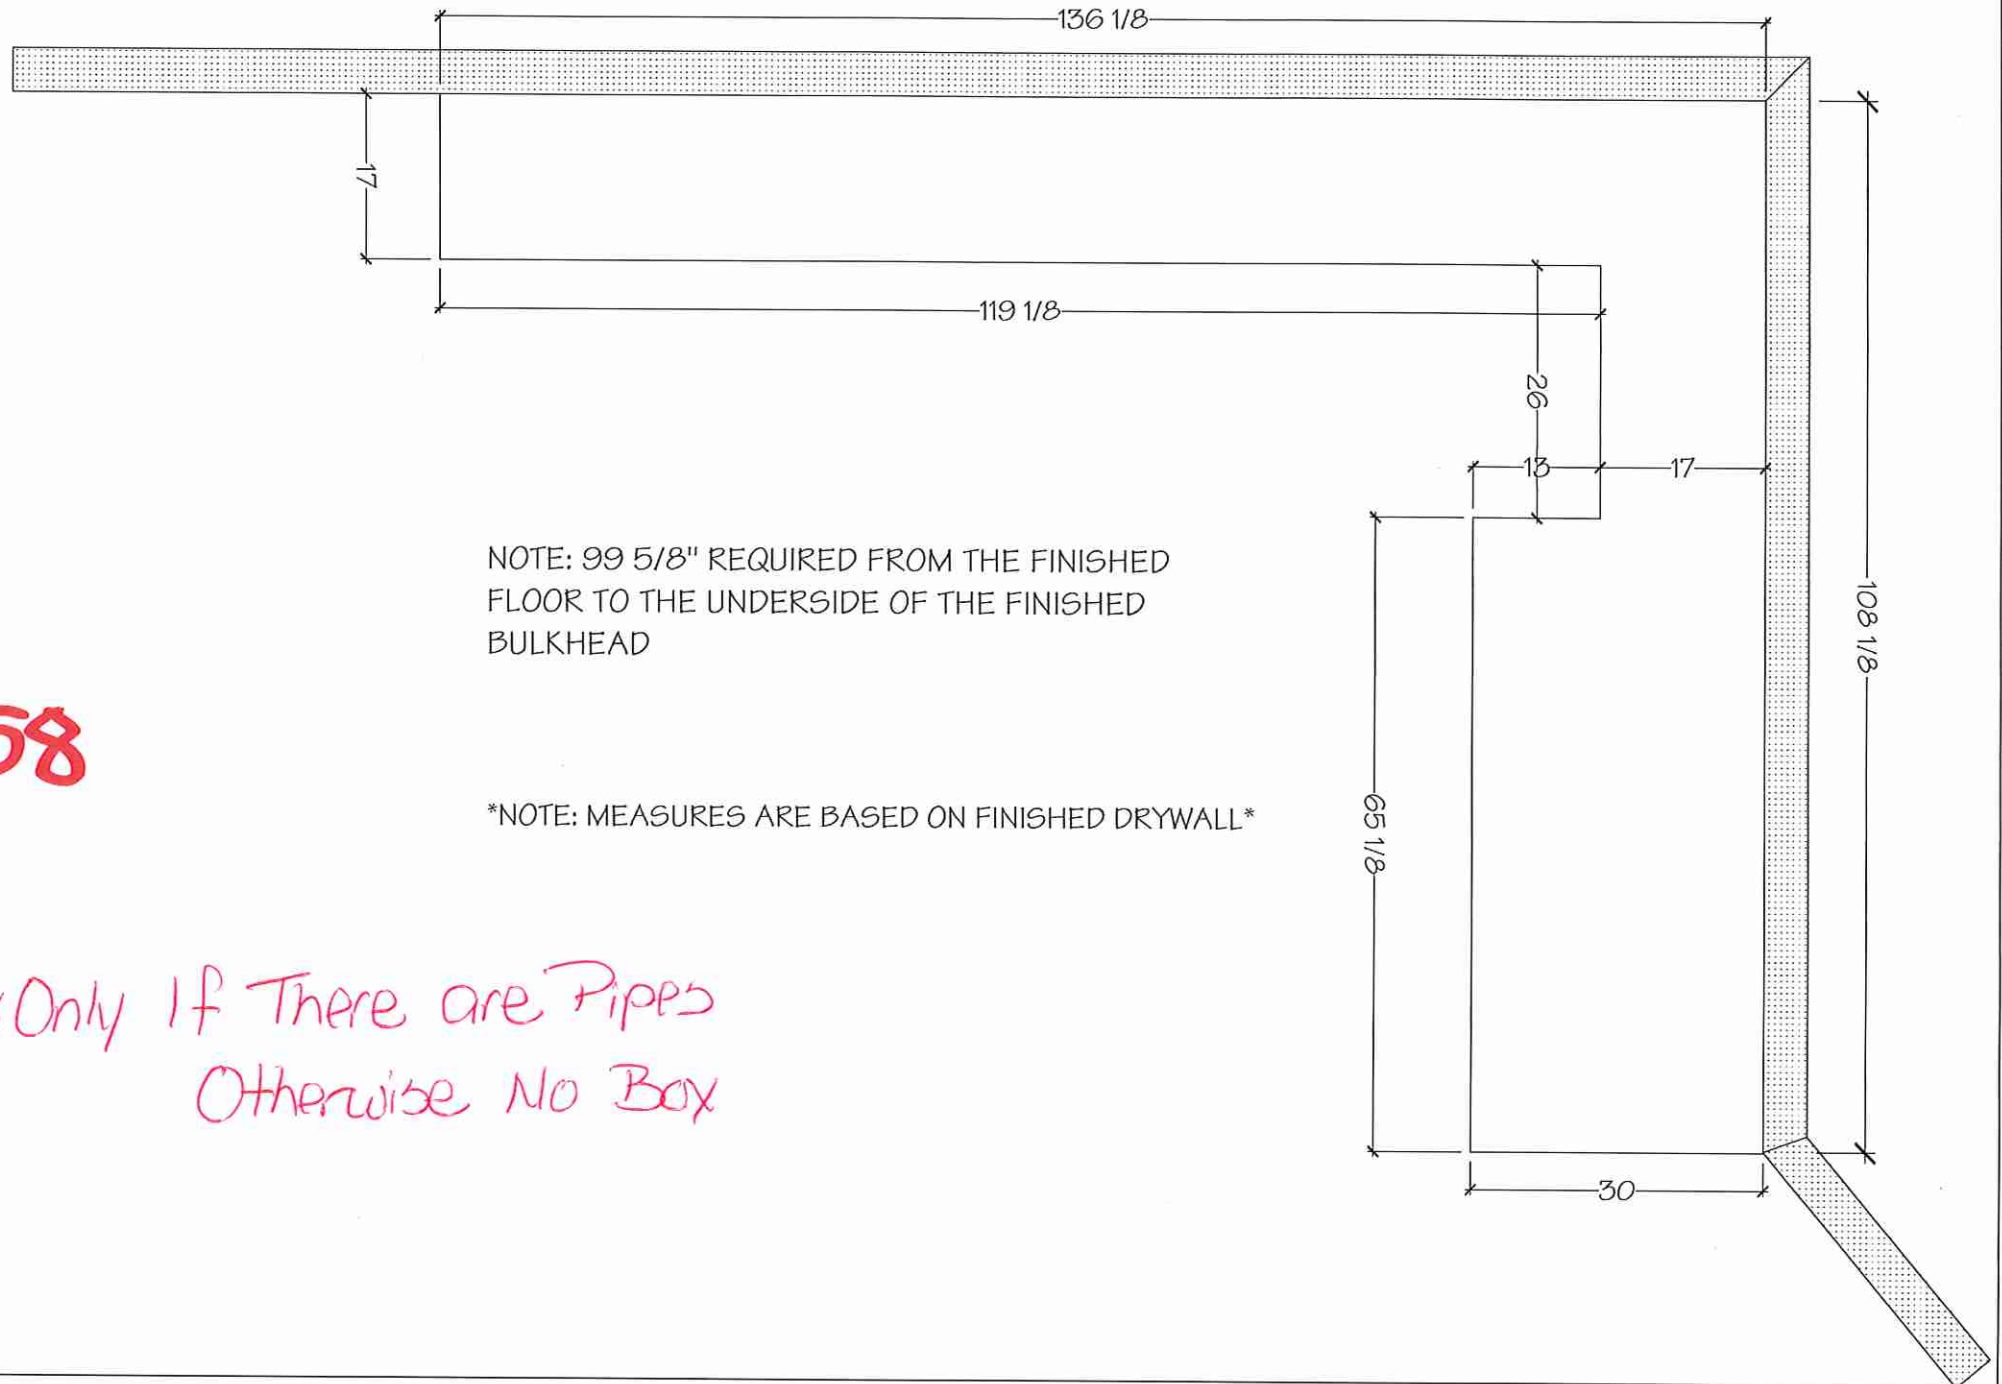 136 1/8
17
119 1/8
26
13
17
NOTE: 99 5/8" REQUIRED FROM THE FINISHED
FLOOR TO THE UNDERSIDE OF THE FINISHED
BULKHEAD
108 1/8
58
*NOTE: MEASURES ARE BASED ON FINISHED DRYWALL*
65 1/8
Only If There are Pipes
Otherwise No Box
30